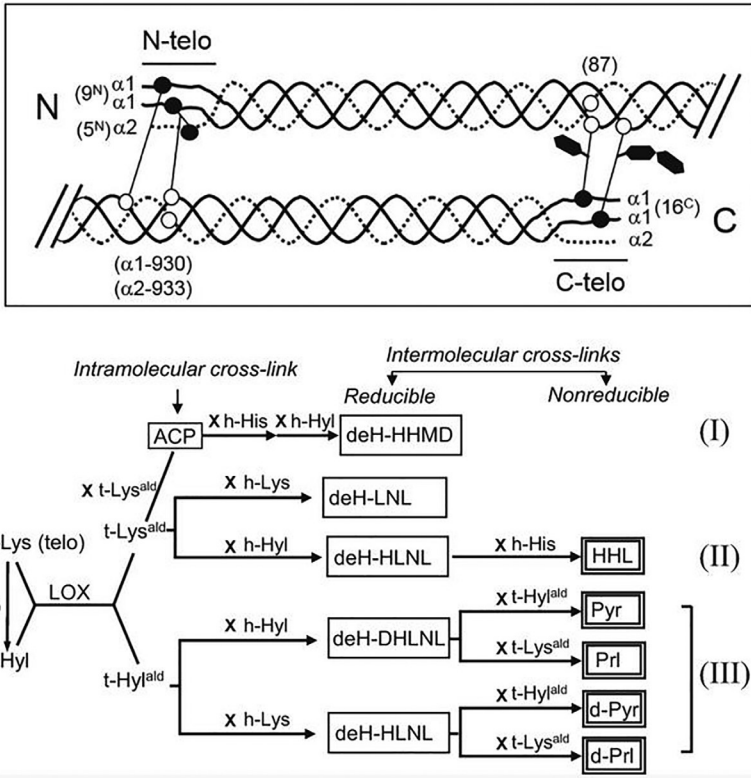 N-telo
(87)
(9ᴺ) α1
N
α1
(5ᴺ) α2
α1
α1 (16ᶜ)
C
α2
(α1-930)
(α2-933)
C-telo
Intramolecular cross-link
Intermolecular cross-links
Reducible
Nonreducible
ACP
X h-His
X h-Hyl
deH-HHMD
(I)
X t-Lysᵃˡᵈ
X h-Lys
deH-LNL
t-Lysᵃˡᵈ
Lys (telo)
X h-Hyl
deH-HLNL
X h-His
HHL
(II)
LOX
X t-Hylᵃˡᵈ
Pyr
X h-Hyl
deH-DHLNL
Hyl
X t-Lysᵃˡᵈ
Prl
t-Hylᵃˡᵈ
(III)
X t-Hylᵃˡᵈ
d-Pyr
X h-Lys
deH-HLNL
X t-Lysᵃˡᵈ
d-Prl